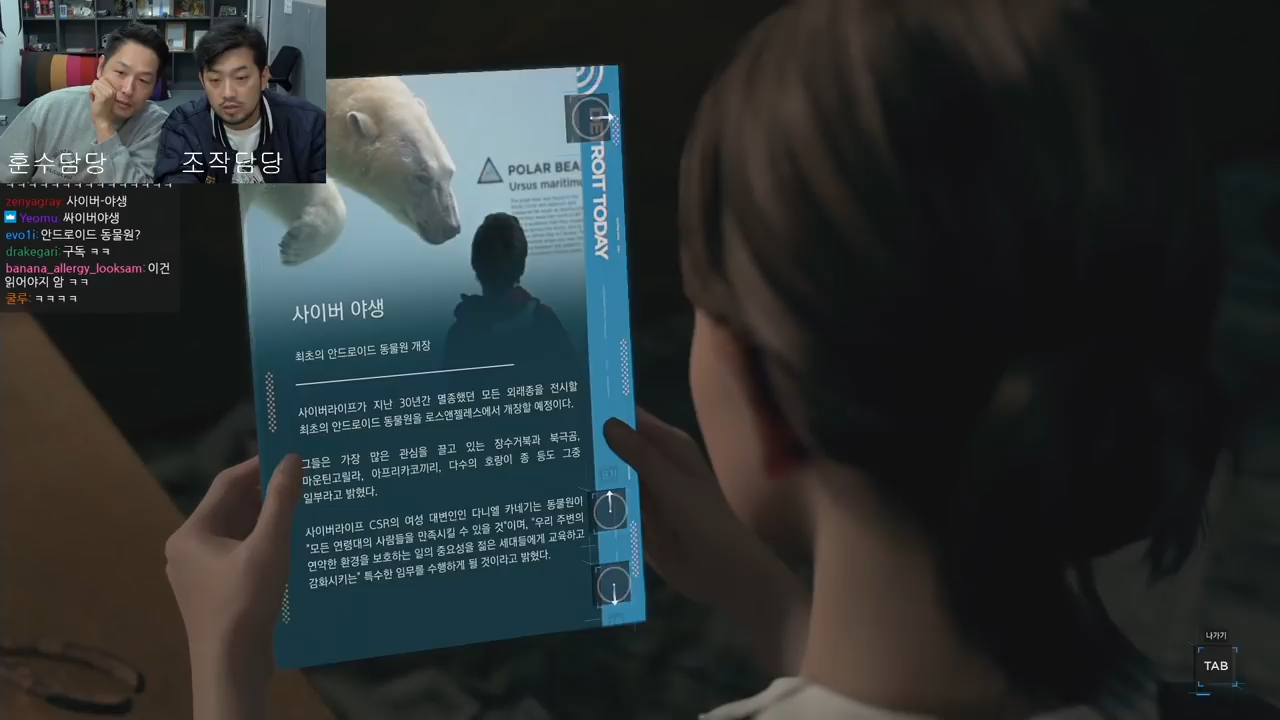 훈수담당
조작담당
ㅋㅋㅋㅋㅋㅋㅋㅋㅋㅋㅋㅋㅋㅋㅋ
zenyagray: 사이버-야생
Yeomu: 싸이버야생
evo1i: 안드로이드 동물원?
drakegari: 구독 ㅋㅋ
banana_allergy_looksam: 이건
읽어야지 암 ㅋㅋ
쿨루: ㅋㅋㅋㅋ
DETROIT TODAY
POLAR BEA
Ursus maritim
사이버 야생
최초의 안드로이드 동물원 개장
사이버라이프가 지난 30년간 멸종했던 모든 외래종을 전시할
최초의 안드로이드 동물원을 로스앤젤레스에서 개장할 예정이다.
그들은 가장 많은 관심을 끌고 있는 장수거북과 북극곰,
마운틴고릴라, 아프리카코끼리, 다수의 호랑이 종 등도 그중
일부라고 밝혔다.
사이버라이프 CSR의 여성 대변인인 다니엘 카네기는 동물원이
"모든 연령대의 사람들을 만족시킬 수 있을 것"이며, "우리 주변의
연약한 환경을 보호하는 일의 중요성을 젊은 세대들에게 교육하고
감화시키는" 특수한 임무를 수행하게 될 것이라고 밝혔다.
나가기
TAB